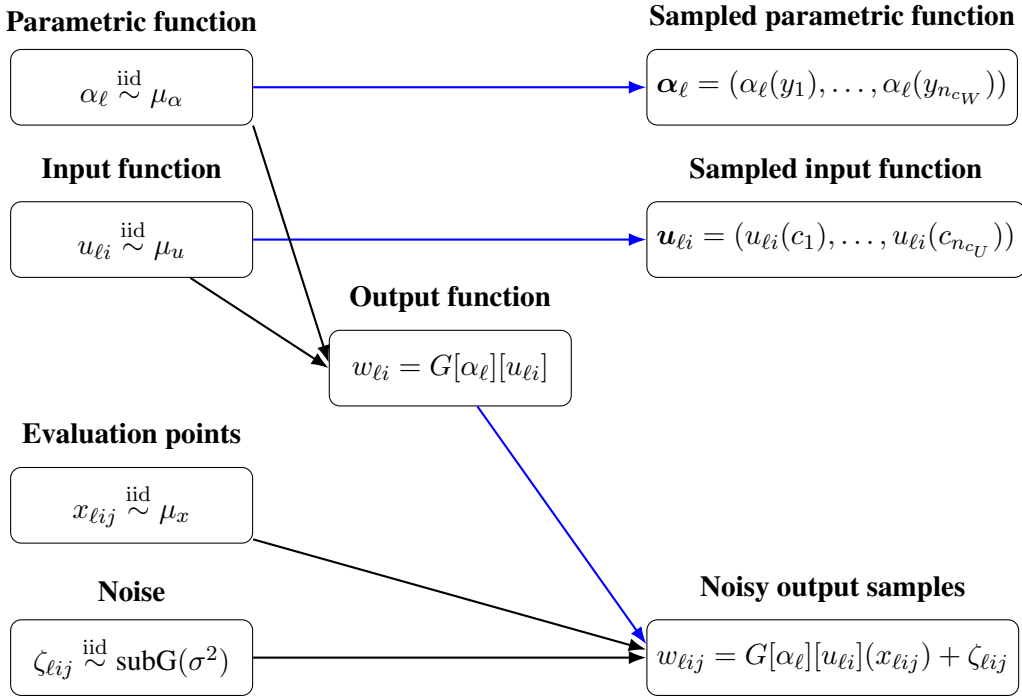 Parametric function
Sampled parametric function
α_ℓ iid∼ μ_α
𝜶_ℓ = (α_ℓ(y_1), . . . , α_ℓ(y_{n_{c_W}}))
Input function
Sampled input function
u_{ℓi} iid∼ μ_u
𝒖_{ℓi} = (u_{ℓi}(c_1), . . . , u_{ℓi}(c_{n_{c_U}}))
Output function
w_{ℓi} = G[α_ℓ][u_{ℓi}]
Evaluation points
x_{ℓij} iid∼ μ_x
Noise
Noisy output samples
ζ_{ℓij} iid∼ subG(σ²)
w_{ℓij} = G[α_ℓ][u_{ℓi}](x_{ℓij}) + ζ_{ℓij}